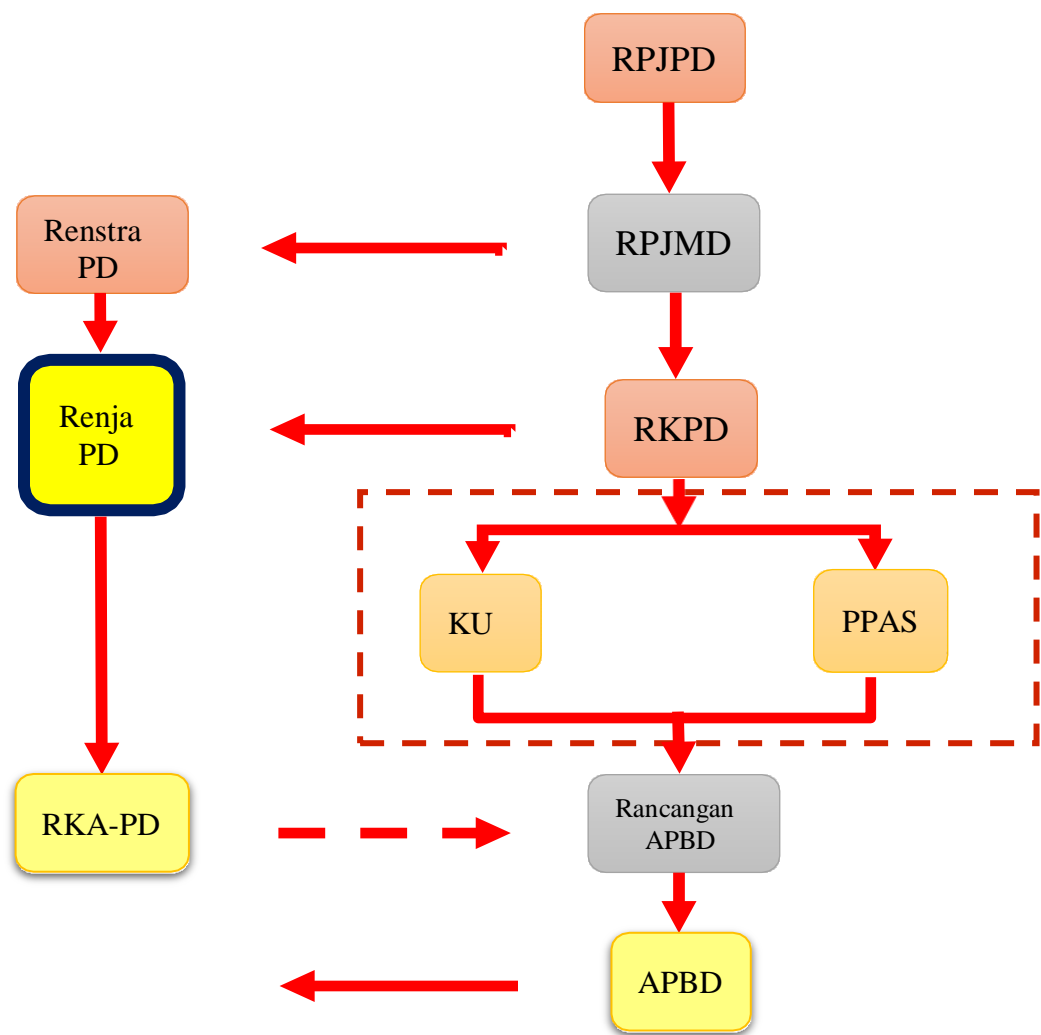 RPJPD
Renstra
PD
RPJMD
Renja
PD
RKPD
KU
PPAS
RKA-PD
Rancangan
APBD
APBD